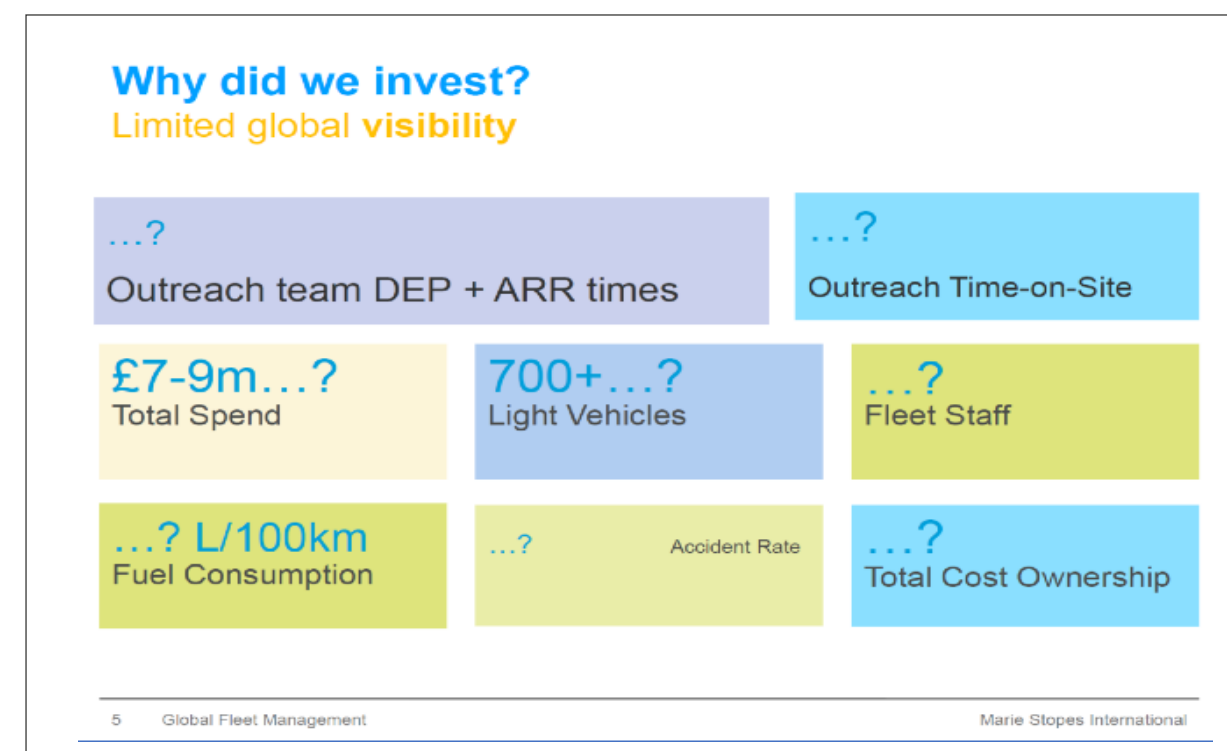 Why did we invest?
Limited global visibility
…?
Outreach team DEP + ARR times
…?
Outreach Time-on-Site
£7-9m…?
Total Spend
700+…?
Light Vehicles
…?
Fleet Staff
…? L/100km
Fuel Consumption
…? Accident Rate
…?
Total Cost Ownership
5 Global Fleet Management Marie Stopes International